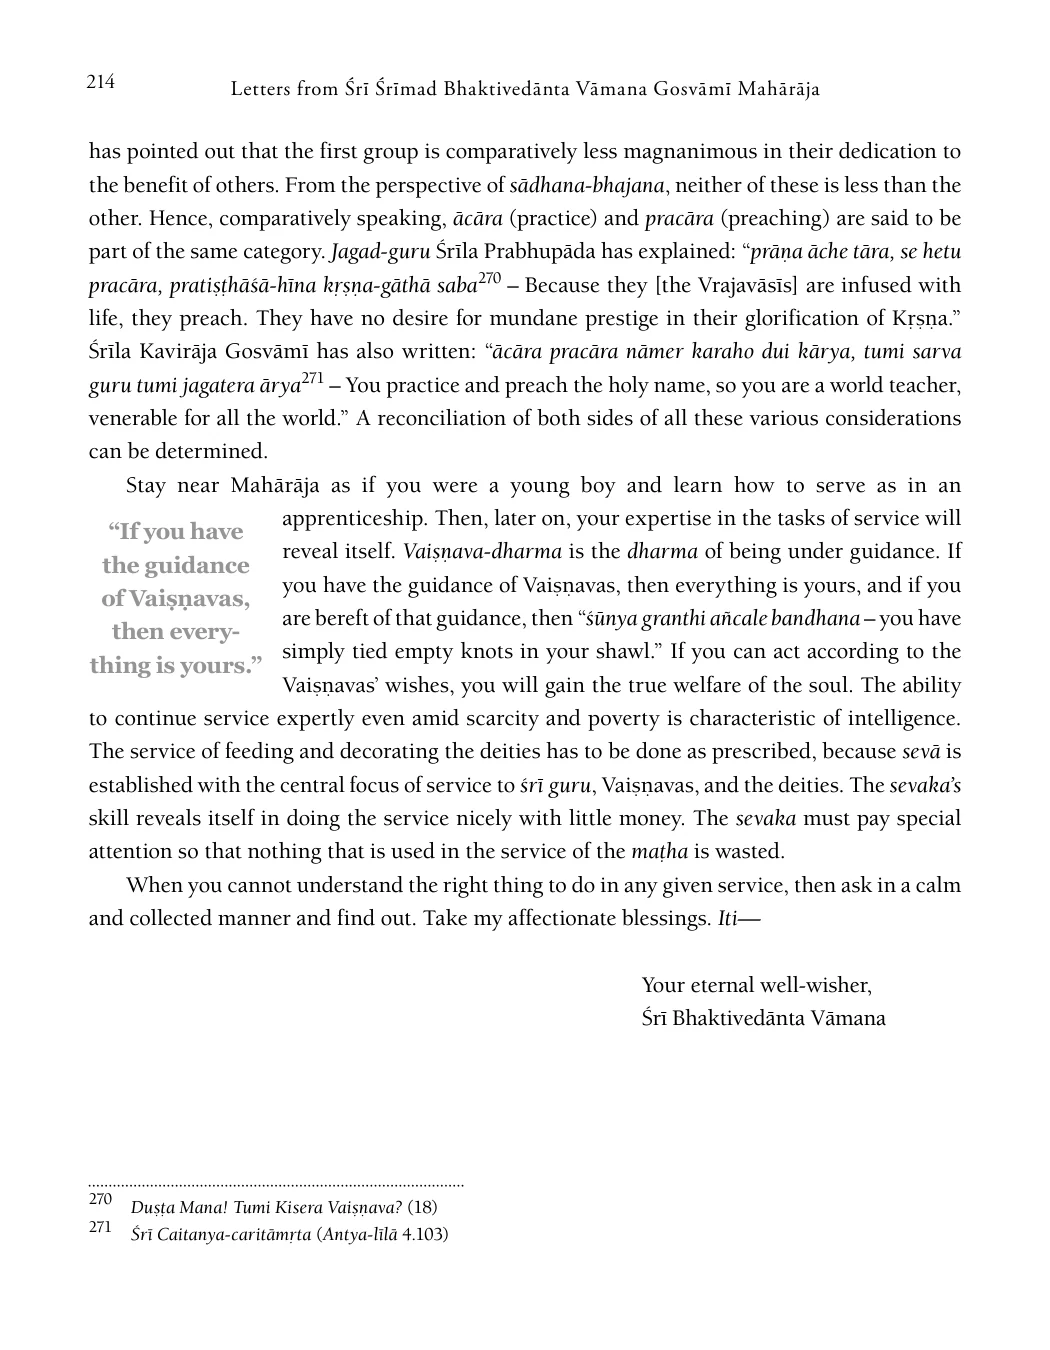 214
Letters from Śrī Śrīmad Bhaktivedānta Vāmana Gosvāmī Mahārāja
has pointed out that the first group is comparatively less magnanimous in their dedication to
the benefit of others. From the perspective of sādhana-bhajana, neither of these is less than the
other. Hence, comparatively speaking, ācāra (practice) and pracāra (preaching) are said to be
part of the same category. Jagad-guru Śrīla Prabhupāda has explained: “prāṇa āche tāra, se hetu
pracāra, pratiṣṭhāśā-hīna kṛṣṇa-gāthā saba270 – Because they [the Vrajavāsīs] are infused with
life, they preach. They have no desire for mundane prestige in their glorification of Kṛṣṇa.”
Śrīla Kavirāja Gosvāmī has also written: “ācāra pracāra nāmer karaho dui kārya, tumi sarva
guru tumi jagatera ārya271 – You practice and preach the holy name, so you are a world teacher,
venerable for all the world.” A reconciliation of both sides of all these various considerations
can be determined.
Stay near Mahārāja as if you were a young boy and learn how to serve as in an
apprenticeship. Then, later on, your expertise in the tasks of service will
reveal itself. Vaiṣṇava-dharma is the dharma of being under guidance. If
you have the guidance of Vaiṣṇavas, then everything is yours, and if you
are bereft of that guidance, then “śūnya granthi añcale bandhana – you have
simply tied empty knots in your shawl.” If you can act according to the
Vaiṣṇavas’ wishes, you will gain the true welfare of the soul. The ability
“If you have
the guidance
of Vaiṣṇavas,
then every-
thing is yours.”
to continue service expertly even amid scarcity and poverty is characteristic of intelligence.
The service of feeding and decorating the deities has to be done as prescribed, because sevā is
established with the central focus of service to śrī guru, Vaiṣṇavas, and the deities. The sevaka’s
skill reveals itself in doing the service nicely with little money. The sevaka must pay special
attention so that nothing that is used in the service of the maṭha is wasted.
When you cannot understand the right thing to do in any given service, then ask in a calm
and collected manner and find out. Take my affectionate blessings. Iti—
Your eternal well-wisher,
Śrī Bhaktivedānta Vāmana
270 Duṣṭa Mana! Tumi Kisera Vaiṣṇava? (18)
271 Śrī Caitanya-caritāmṛta (Antya-līlā 4.103)